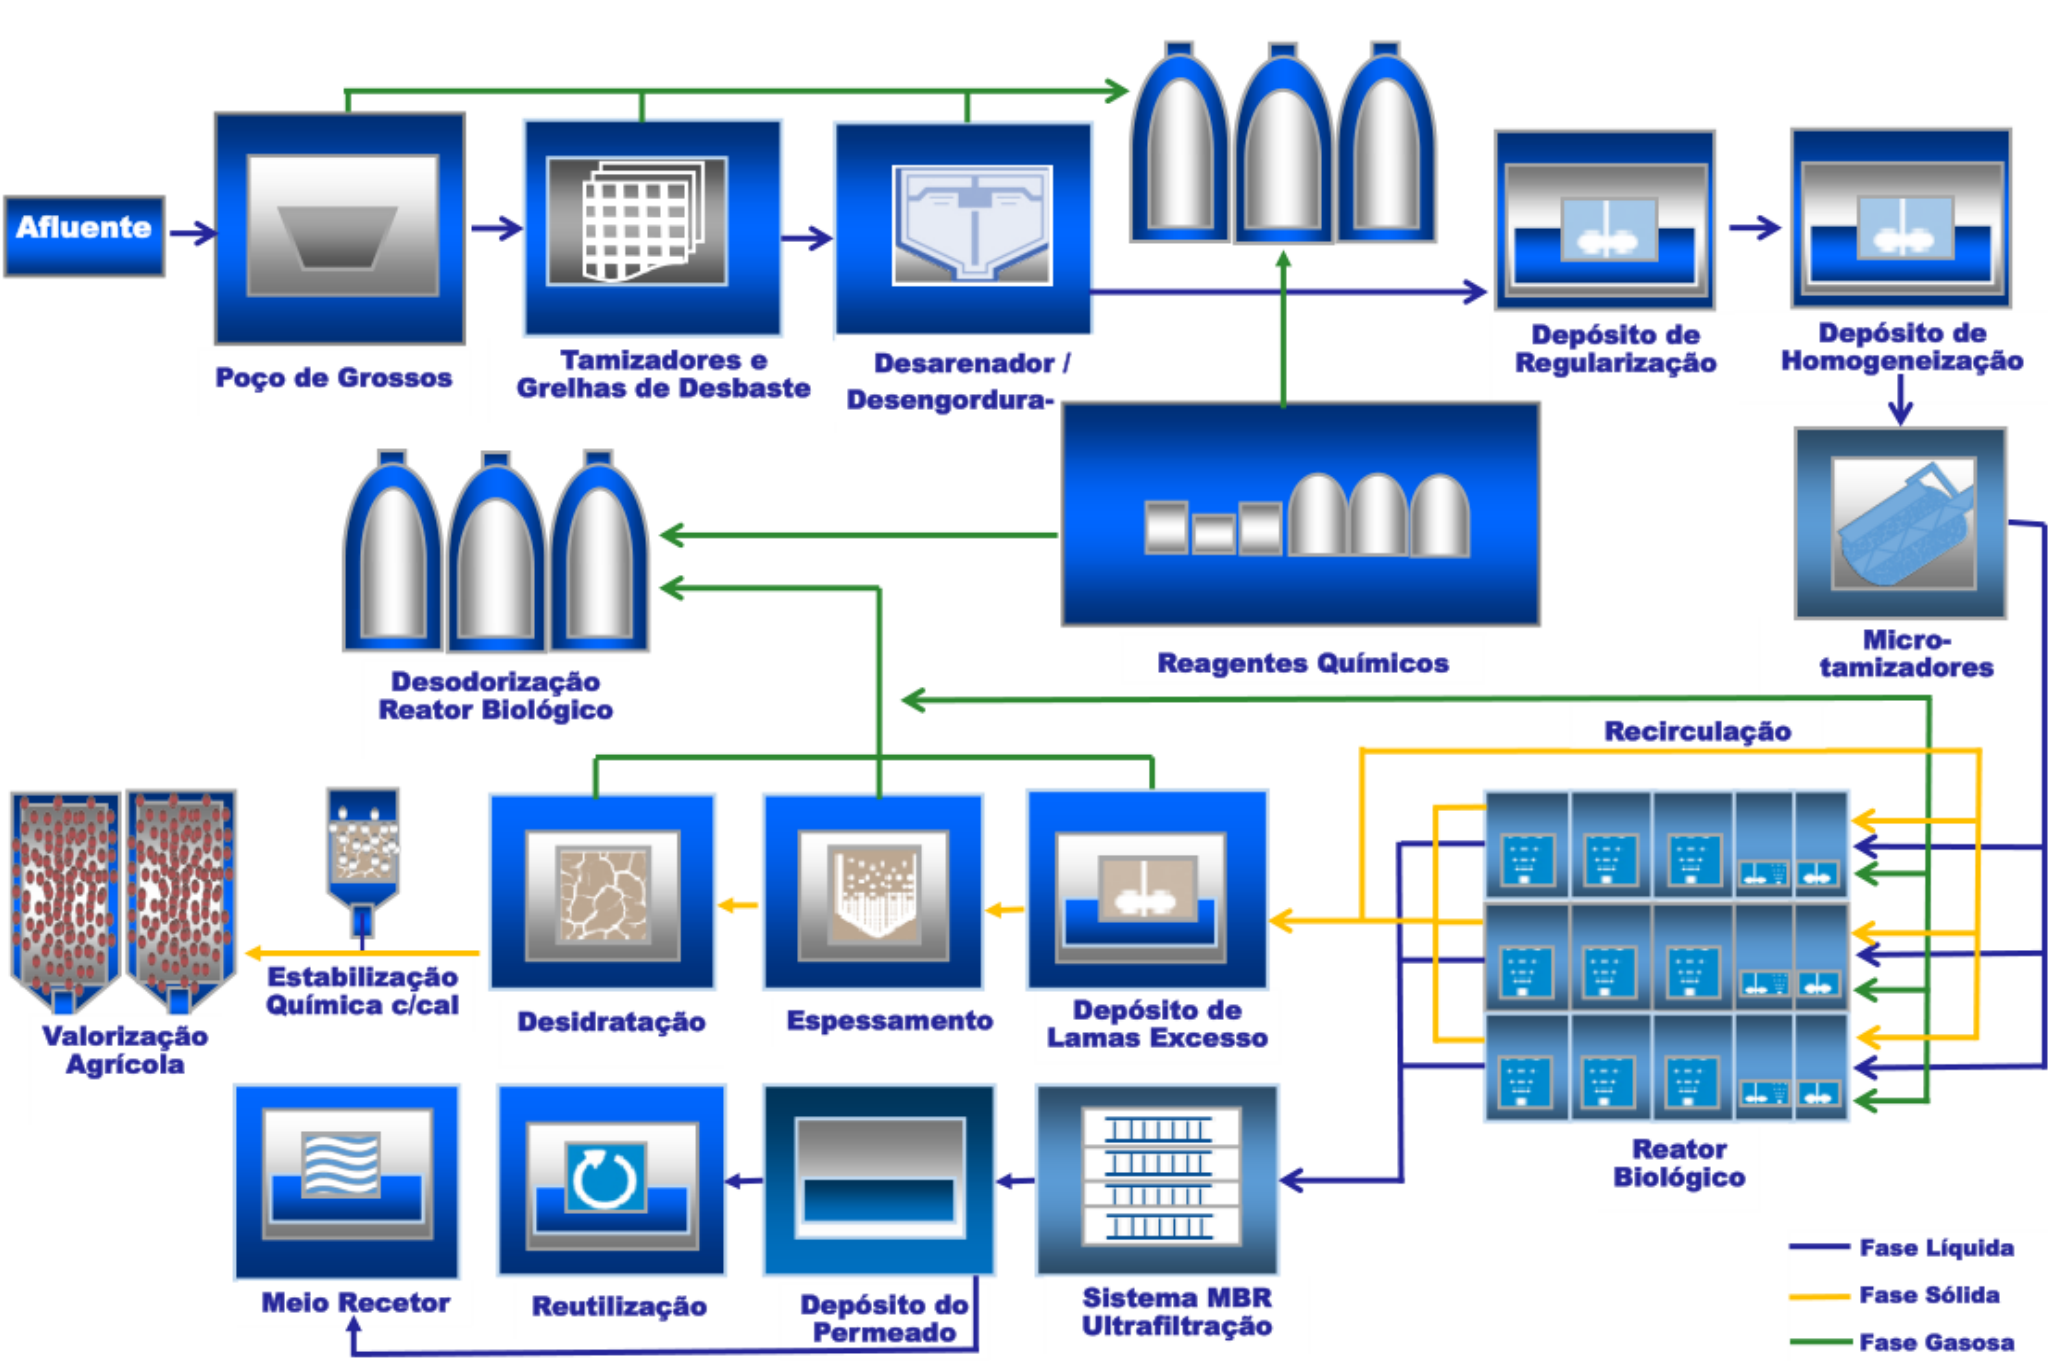 Afluente
Poço de Grossos
Tamizadores e
Grelhas de Desbaste
Desarenador /
Desengordura-
Depósito de
Regularização
Depósito de
Homogeneização
Micro-
tamizadores
Reagentes Químicos
Desodorização
Reator Biológico
Recirculação
Valorização
Agrícola
Estabilização
Química c/cal
Desidratação
Espessamento
Depósito de
Lamas Excesso
Reator
Biológico
Meio Recetor
Reutilização
Depósito do
Permeado
Sistema MBR
Ultrafiltração
Fase Líquida
Fase Sólida
Fase Gasosa